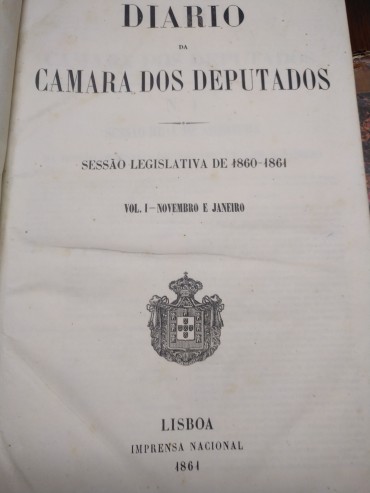 DIARIO
DA
CAMARA DOS DEPUTADOS
SESSÃO LEGISLATIVA DE 1860-1861
VOL. I—NOVEMBRO E JANEIRO
LISBOA
IMPRENSA NACIONAL
1861